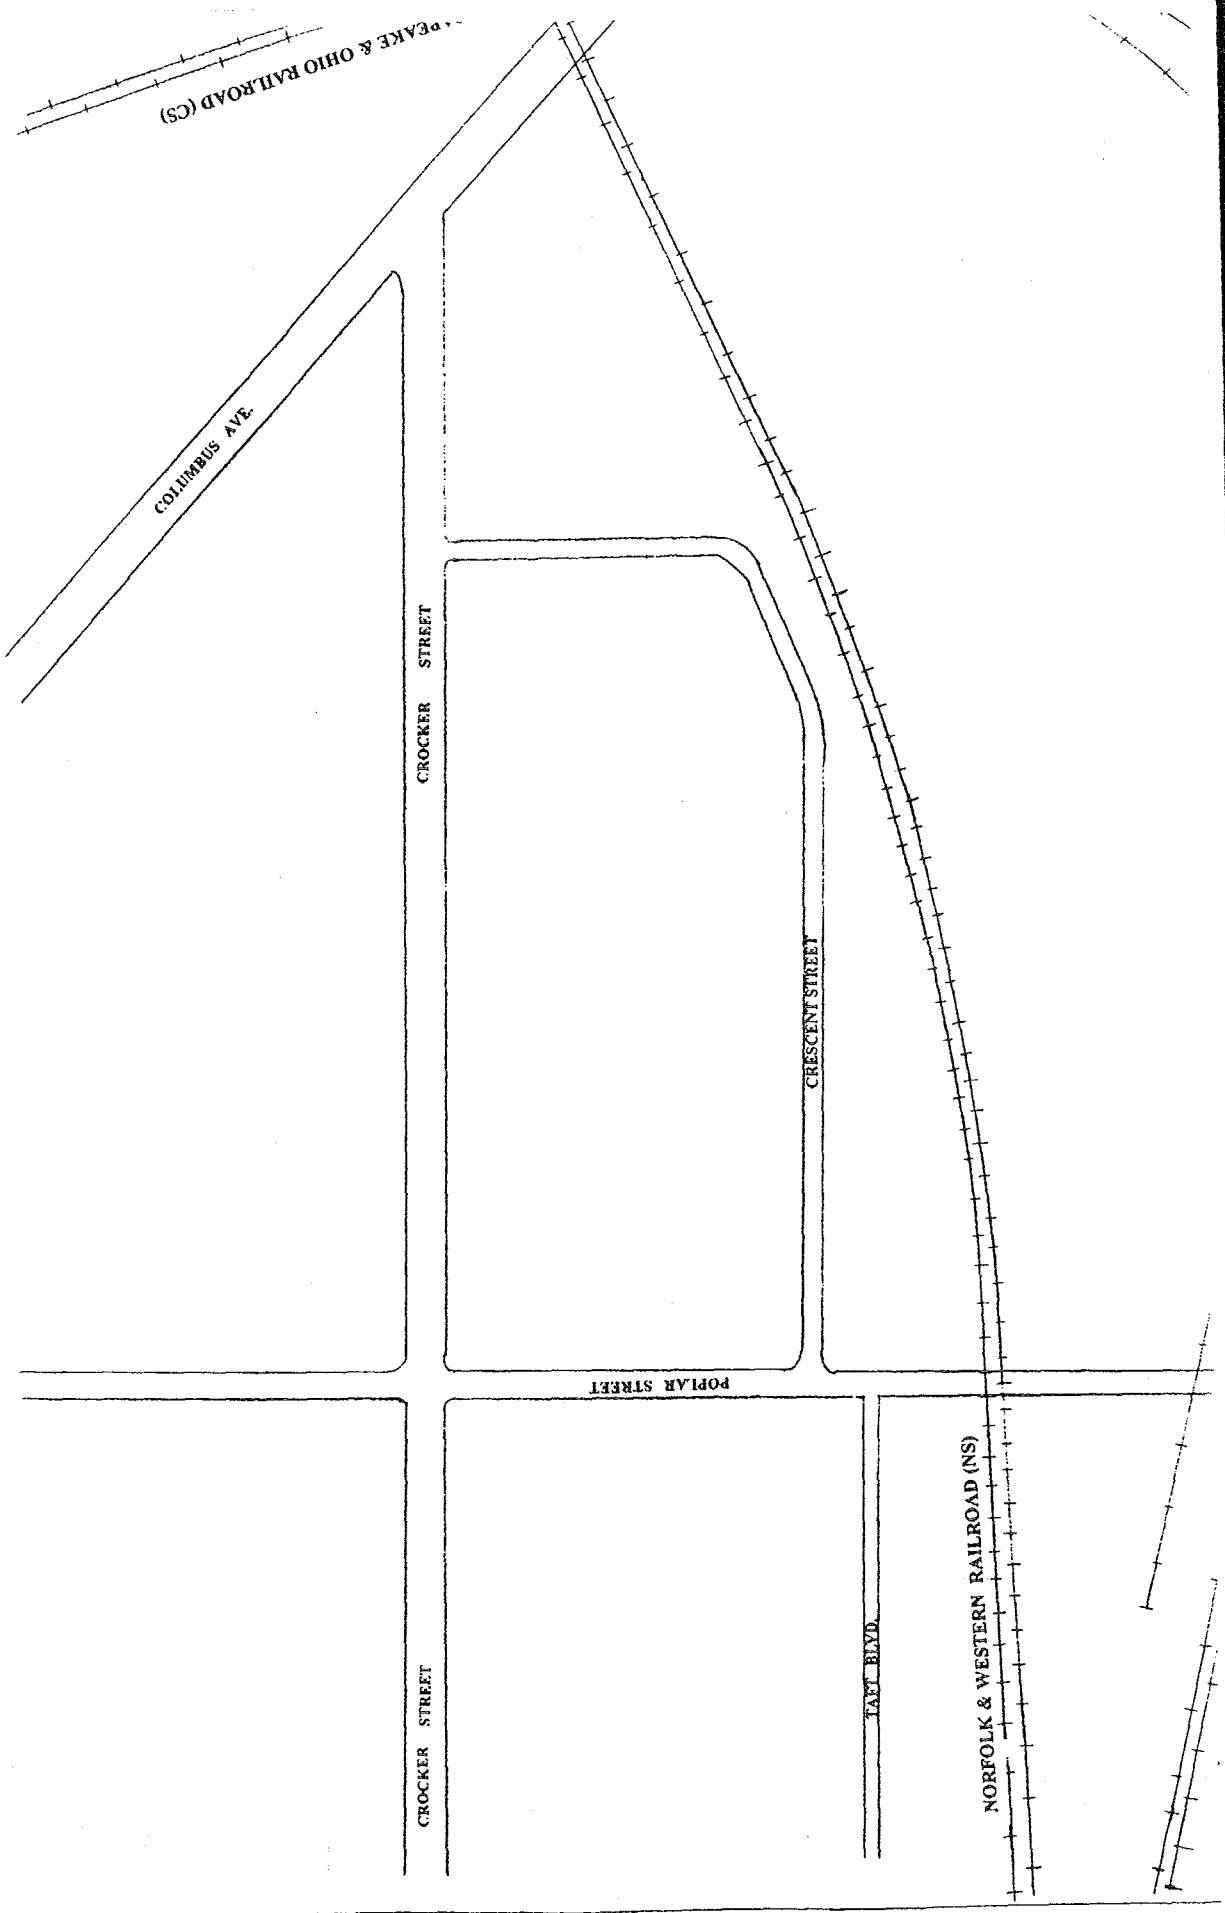 & OHIO RAILROAD (CS)
COLUMBUS AVE.
CROCKER STREET
CRESCENT STREET
POPLAR STREET
NORFOLK & WESTERN RAILROAD (NS)
TAFT BLVD.
CROCKER STREET